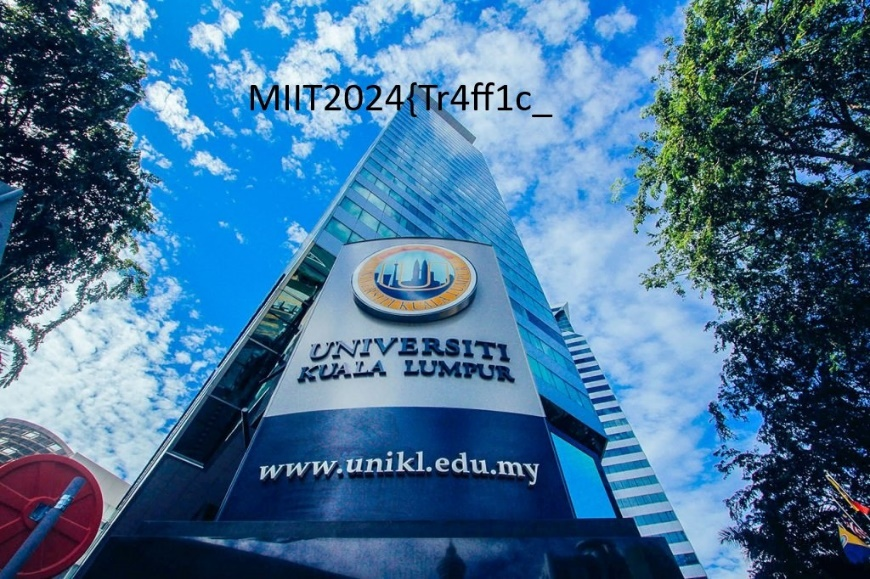 MIIT2024{Tr4ff1c_
UNIVERSITI
KUALA LUMPUR
www.unikl.edu.my